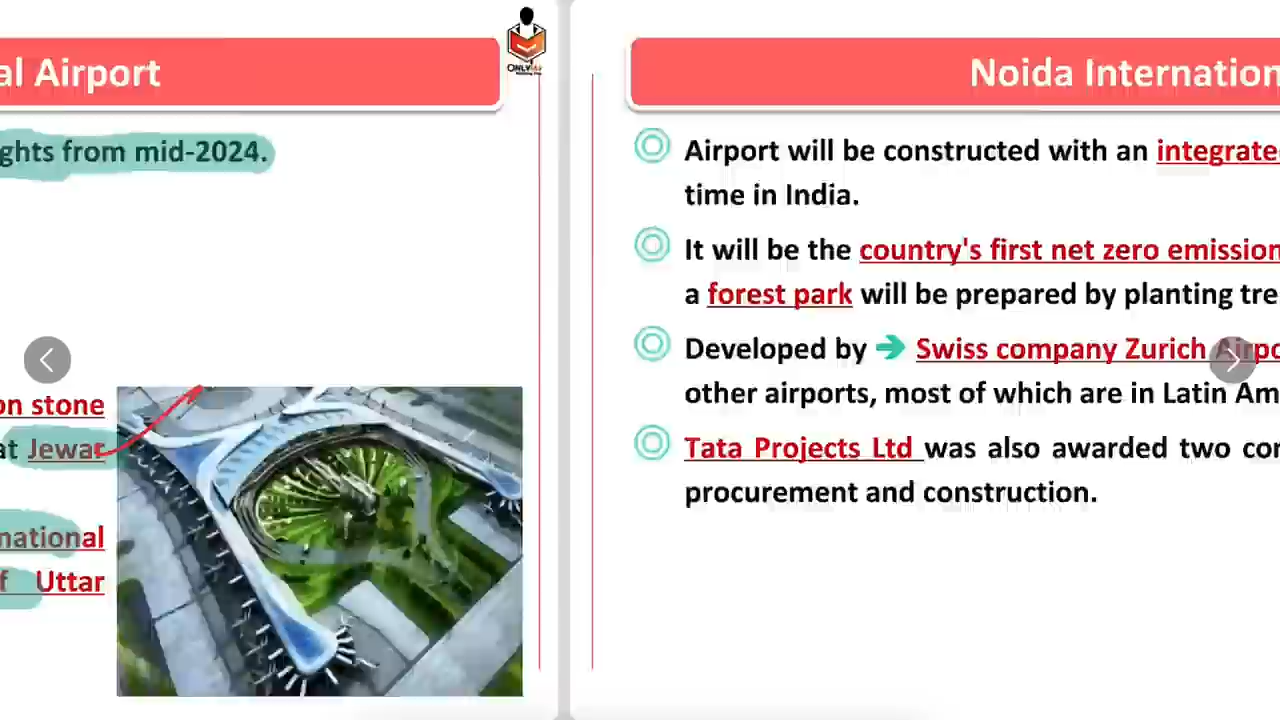 al Airport
ghts from mid-2024.
on stone
at Jewar
national
f Uttar
ONLY
Noida Internation
Airport will be constructed with an integrate
time in India.
It will be the country's first net zero emission
a forest park will be prepared by planting tre
Developed by ➔ Swiss company Zurich Airpo
other airports, most of which are in Latin Am
Tata Projects Ltd was also awarded two con
procurement and construction.